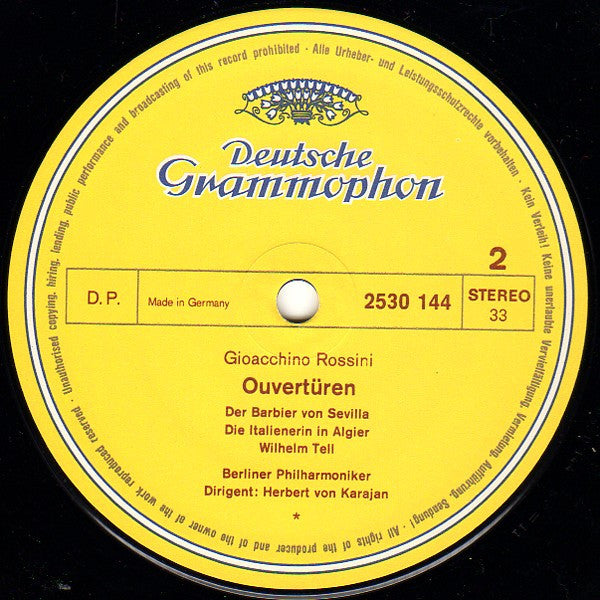 Deutsche
Grammophon
2
D.P.
Made in Germany
2530 144
STEREO
33
Gioacchino Rossini
Ouvertüren
Der Barbier von Sevilla
Die Italienerin in Algier
Wilhelm Tell
Berliner Philharmoniker
Dirigent: Herbert von Karajan
*
Alle Urheber- und Leistungsschutzrechte vorbehalten · Kein Verleih! Keine unerlaubte Vervielfältigung, Vermietung, Aufführung, Sendung! · All rights of the producer and of the owner of the work reproduced reserved · Unauthorised copying, hiring, lending, public performance and broadcasting of this record prohibited ·